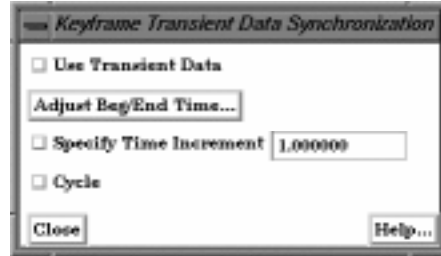 Keyframe Transient Data Synchronization
Use Transient Data
Adjust Beg/End Time...
Specify Time Increment 1.000000
Cycle
Close Help...